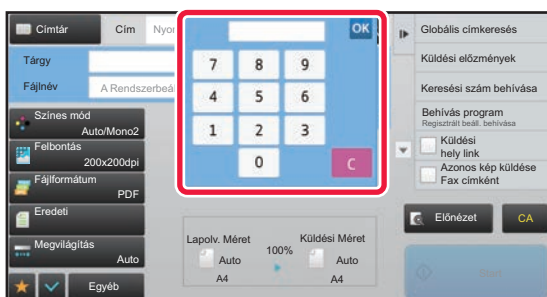 Címtár
Cím
Tárgy
Fájlnév
A Rendszerbeál
Színes mód
Auto/Mono2
Felbontás
200x200dpi
Fájlformátum
PDF
Eredeti
Megvilágítás
Auto
Egyéb
OK
7 8 9
4 5 6
1 2 3
0 C
Lapolv. Méret
Auto
A4
100%
Küldési Méret
Auto
A4
Globális címkeresés
Küldési előzmények
Keresési szám behívása
Behívás program
Regisztrált beáll. behívása
Küldési
hely link
Azonos kép küldése
Fax címként
Előnézet
CA
Start